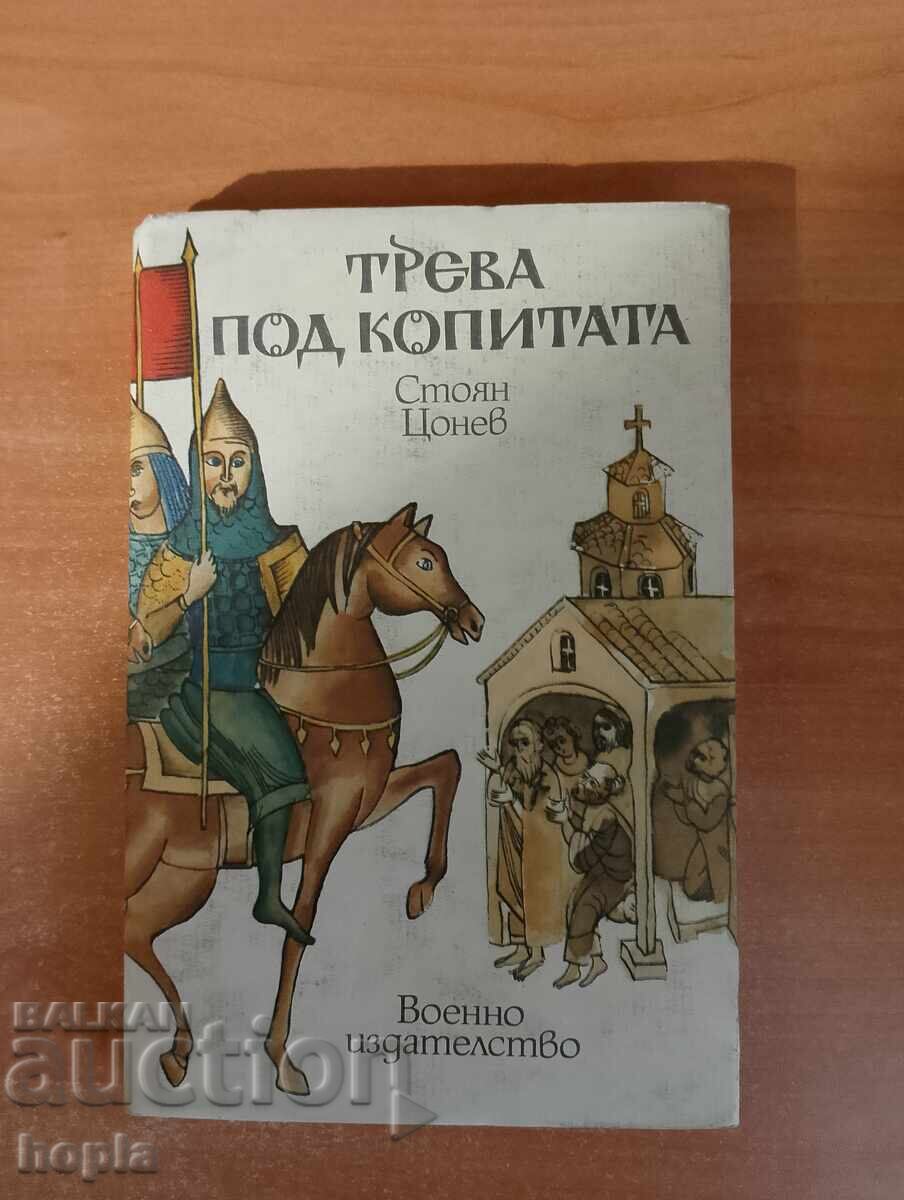 ТРЕВА
ПОД КОПИТАТА
Стоян
Цонев
Военно
издателство
BALKAN
auction
hopla